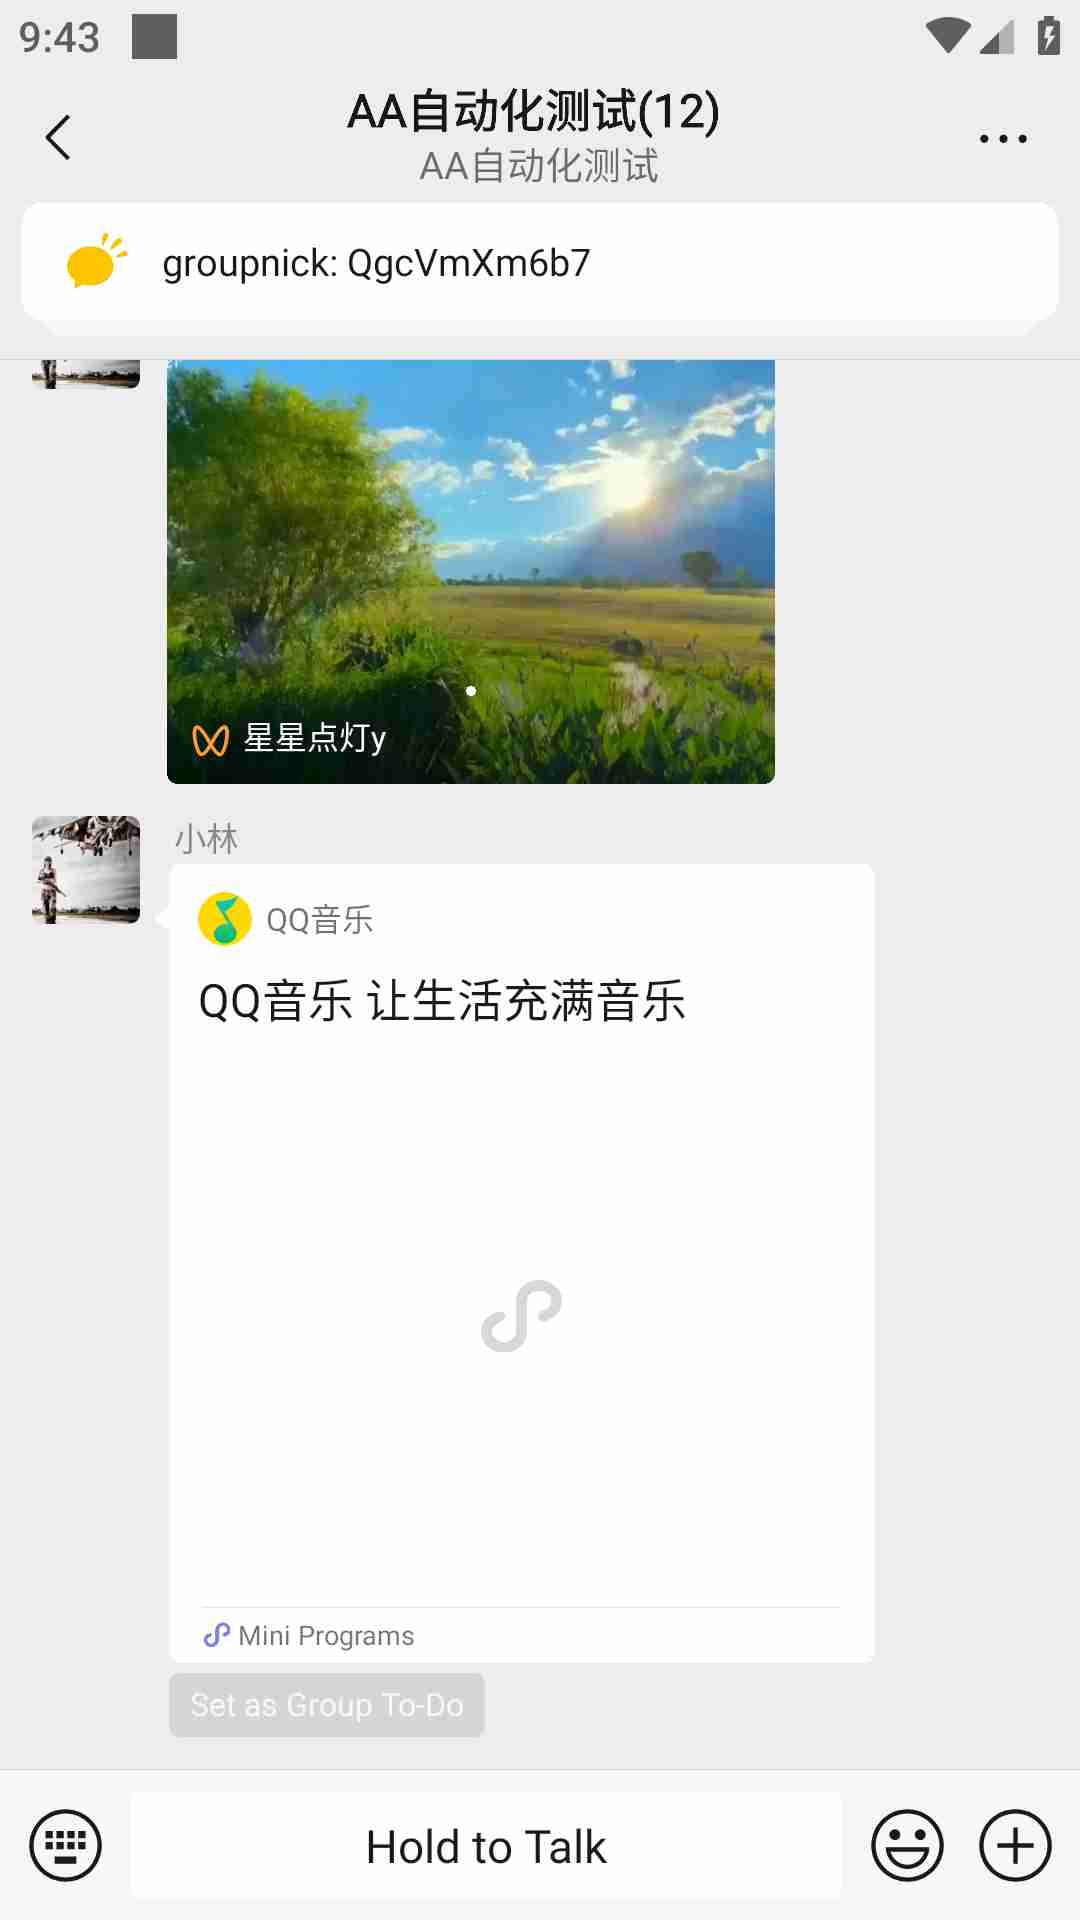 9:43
AA自动化测试(12)
AA自动化测试
groupnick: QgcVmXm6b7
星星点灯y
小林
QQ音乐
QQ音乐 让生活充满音乐
Mini Programs
Set as Group To-Do
Hold to Talk